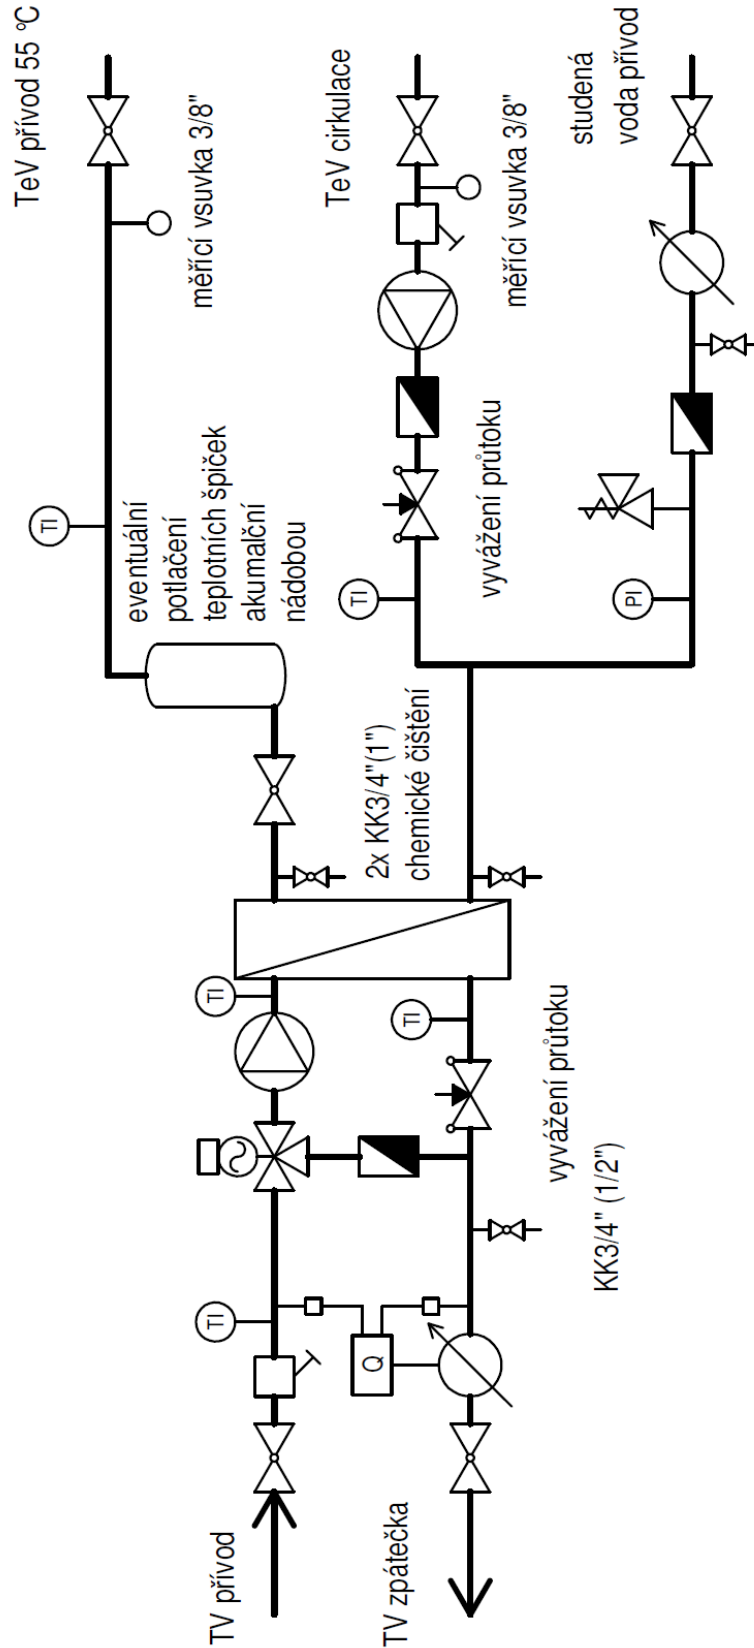 TeV přívod 55 °C
měřící vsuvka 3/8"
TI
eventuální
potlačení
teplotních špiček
akumalční
nádobou
TeV cirkulace
měřící vsuvka 3/8"
vyvážení průtoku
TI
studená
voda přívod
PI
2x KK3/4"(1")
chemické čištění
TI
TI
vyvážení průtoku
KK3/4" (1/2")
TI
Q
TV přívod
TV zpátečka